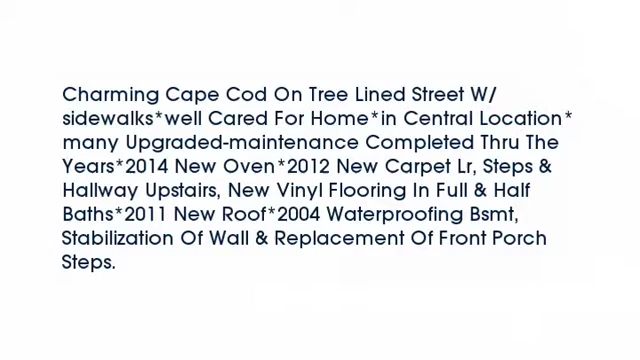 Charming Cape Cod On Tree Lined Street W/
sidewalks*well Cared For Home*in Central Location*
many Upgraded-maintenance Completed Thru The
Years*2014 New Oven*2012 New Carpet Lr, Steps &
Hallway Upstairs, New Vinyl Flooring In Full & Half
Baths*2011 New Roof*2004 Waterproofing Bsmt,
Stabilization Of Wall & Replacement Of Front Porch
Steps.